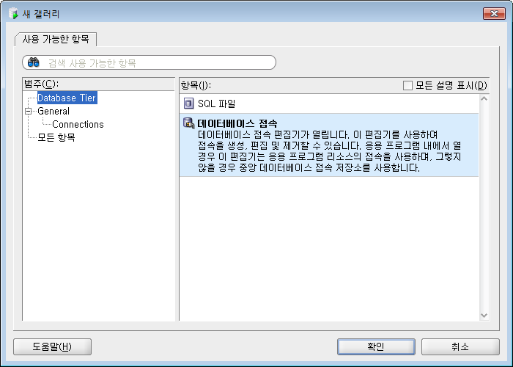 새 갤러리
사용 가능한 항목
검색 사용 가능한 항목
범주(C):
Database Tier
General
Connections
모든 항목
항목(I):
모든 설명 표시(D)
SQL 파일
데이터베이스 접속
데이터베이스 접속 편집기가 열립니다. 이 편집기를 사용하여
접속을 생성, 편집 및 제거할 수 있습니다. 응용 프로그램 내에서 열
경우 이 편집기는 응용 프로그램 리소스의 접속을 사용하며, 그렇지
않을 경우 중앙 데이터베이스 접속 저장소를 사용합니다.
도움말(H)
확인
취소